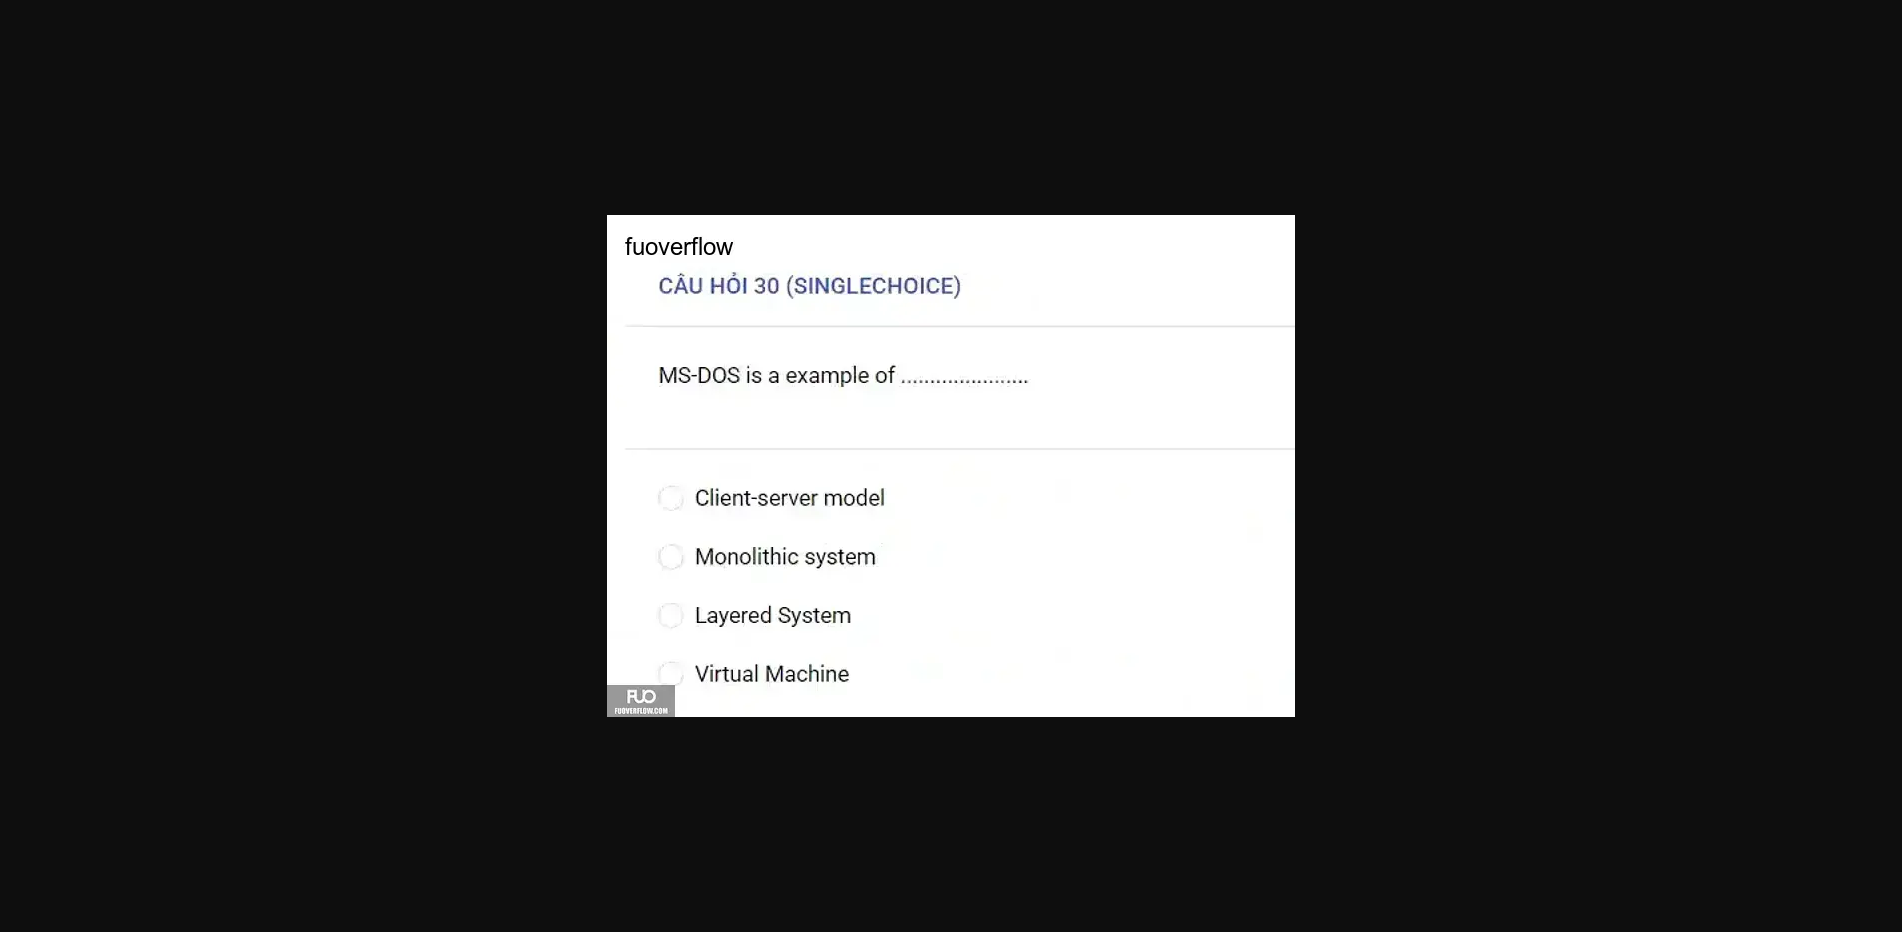 fuoverflow
CÂU HỎI 30 (SINGLECHOICE)
MS-DOS is a example of ......................
Client-server model
Monolithic system
Layered System
Virtual Machine
FUO
FUOVERFLOW.COM